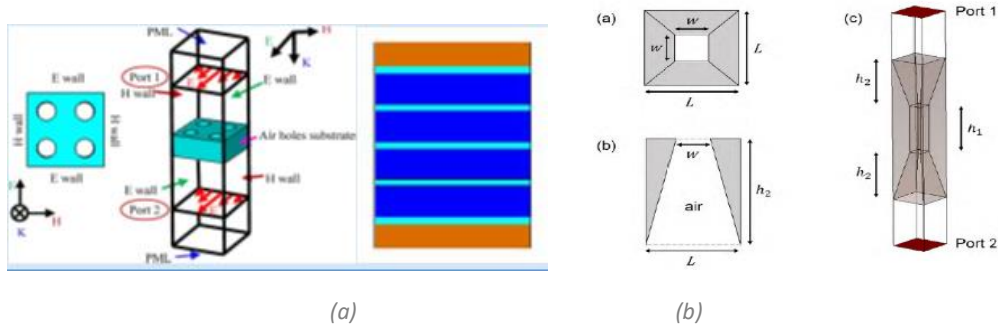 PML
H
E
K
E wall
Port 1
H wall
E wall
H wall
H wall
Air holes substrate
E wall
E wall
H wall
Port 2
K
H
PML
(a)
(a)
w
w
L
L
(b)
w
air
h₂
L
(b)
(c)
Port 1
h₂
h₁
h₂
Port 2